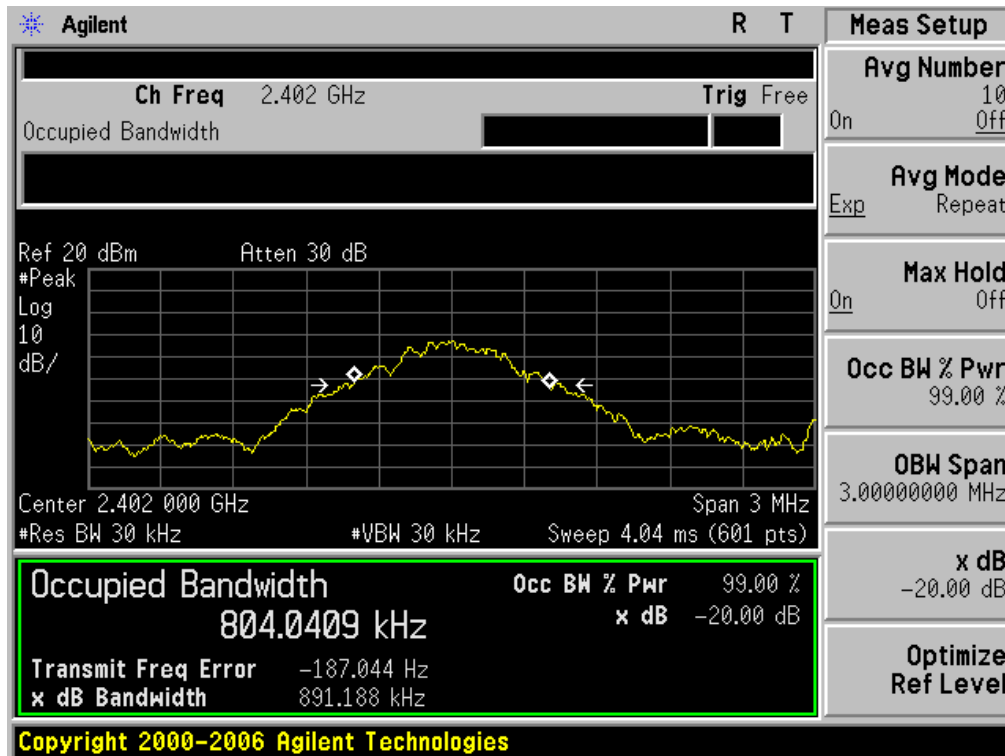 Agilent R T
Ch Freq 2.402 GHz Trig Free
Occupied Bandwidth
Ref 20 dBm Atten 30 dB
#Peak
Log
10
dB/
Center 2.402 000 GHz Span 3 MHz
#Res BW 30 kHz #VBW 30 kHz Sweep 4.04 ms (601 pts)
Occupied Bandwidth Occ BW % Pwr 99.00 %
804.0409 kHz x dB -20.00 dB
Transmit Freq Error -187.044 Hz
x dB Bandwidth 891.188 kHz
Copyright 2000-2006 Agilent Technologies
Meas Setup
Avg Number
10
On Off
Avg Mode
Exp Repeat
Max Hold
On Off
Occ BW % Pwr
99.00 %
OBW Span
3.00000000 MHz
x dB
-20.00 dB
Optimize
Ref Level